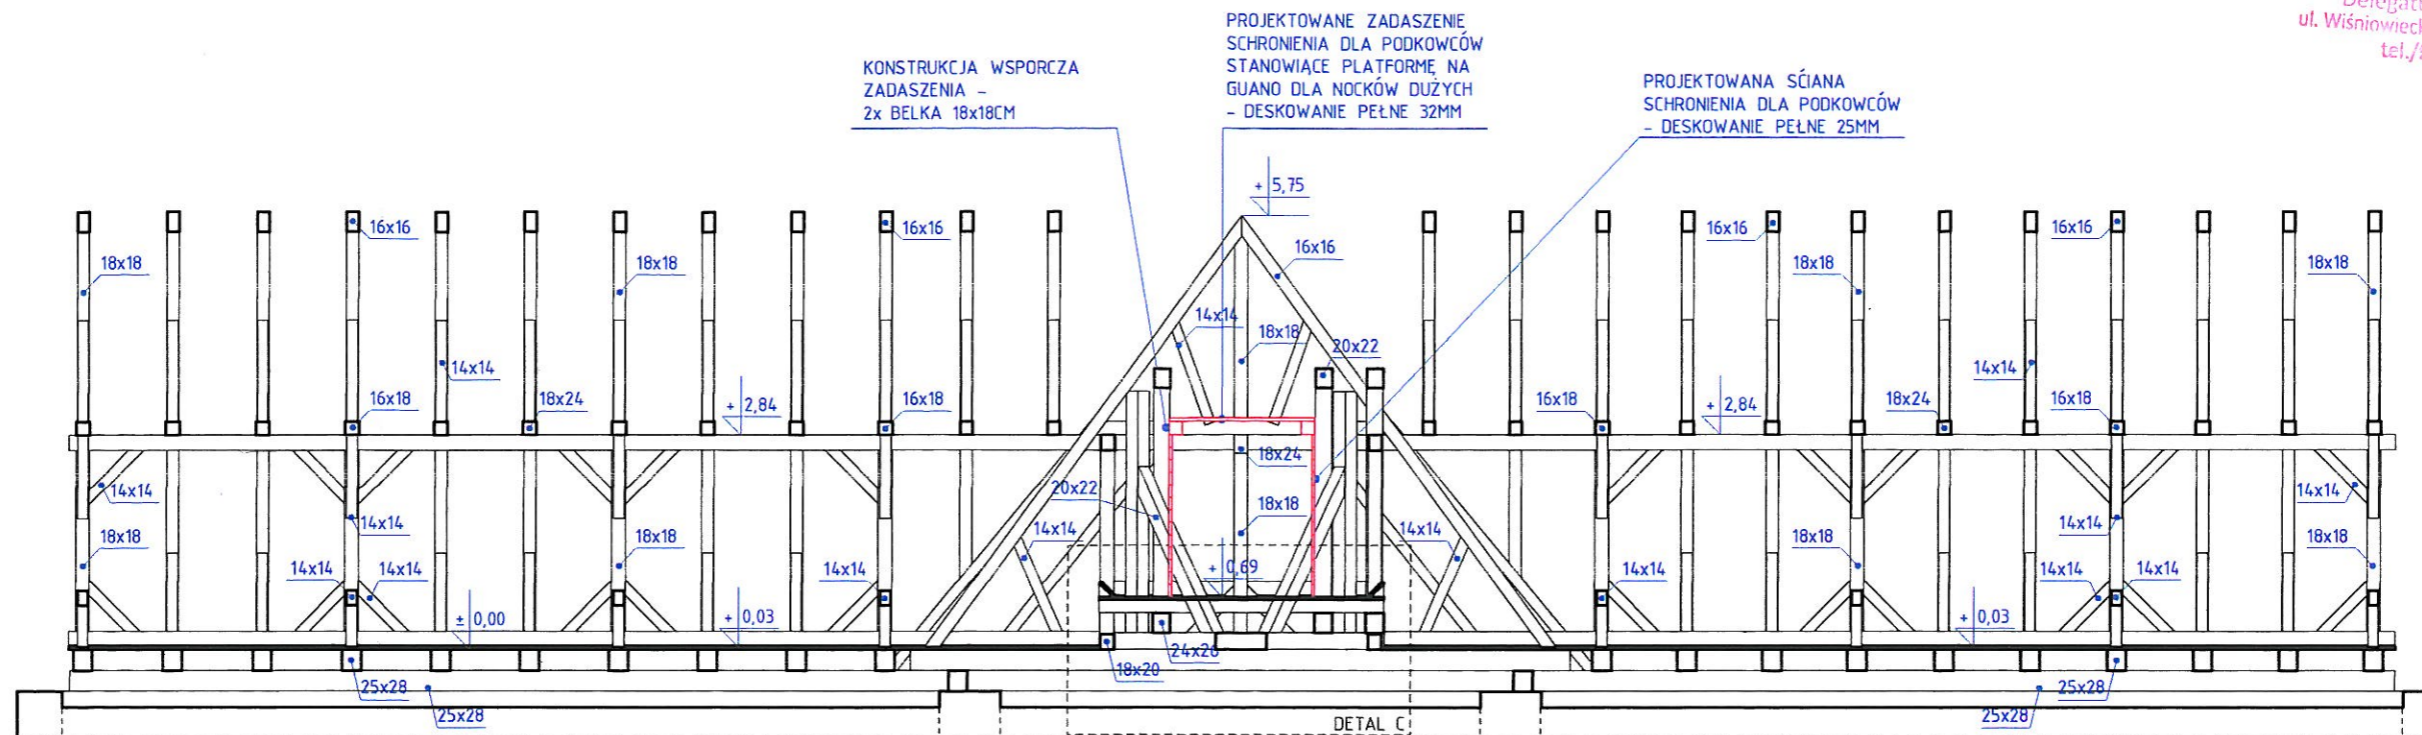 ul. Wiśniowieck
tel./
PROJEKTOWANE ZADASZENIE
SCHRONIENIA DLA PODKOWCÓW
STANOWIĄCE PLATFORMĘ NA
GUANO DLA NOCKÓW DUŻYCH
- DESKOWANIE PEŁNE 32MM
KONSTRUKCJA WSPORCZA
ZADASZENIA -
2x BELKA 18x18CM
PROJEKTOWANA ŚCIANA
SCHRONIENIA DLA PODKOWCÓW
- DESKOWANIE PEŁNE 25MM
+ 5,75
16x16
16x16
16x16
16x16
16x16
18x18
18x18
18x18
18x18
14x14
18x18
20x22
14x14
14x14
16x18
18x24
+ 2,84
16x18
16x18
+ 2,84
18x24
16x18
18x24
14x14
20x22
14x14
14x14
14x14
18x18
18x18
14x14
18x18
14x14
18x18
18x18
14x14
14x14
14x14
+ 0,69
14x14
14x14
14x14
± 0,00
+ 0,03
+ 0,03
24x26
18x20
25x28
25x28
25x28
25x28
DETAL C